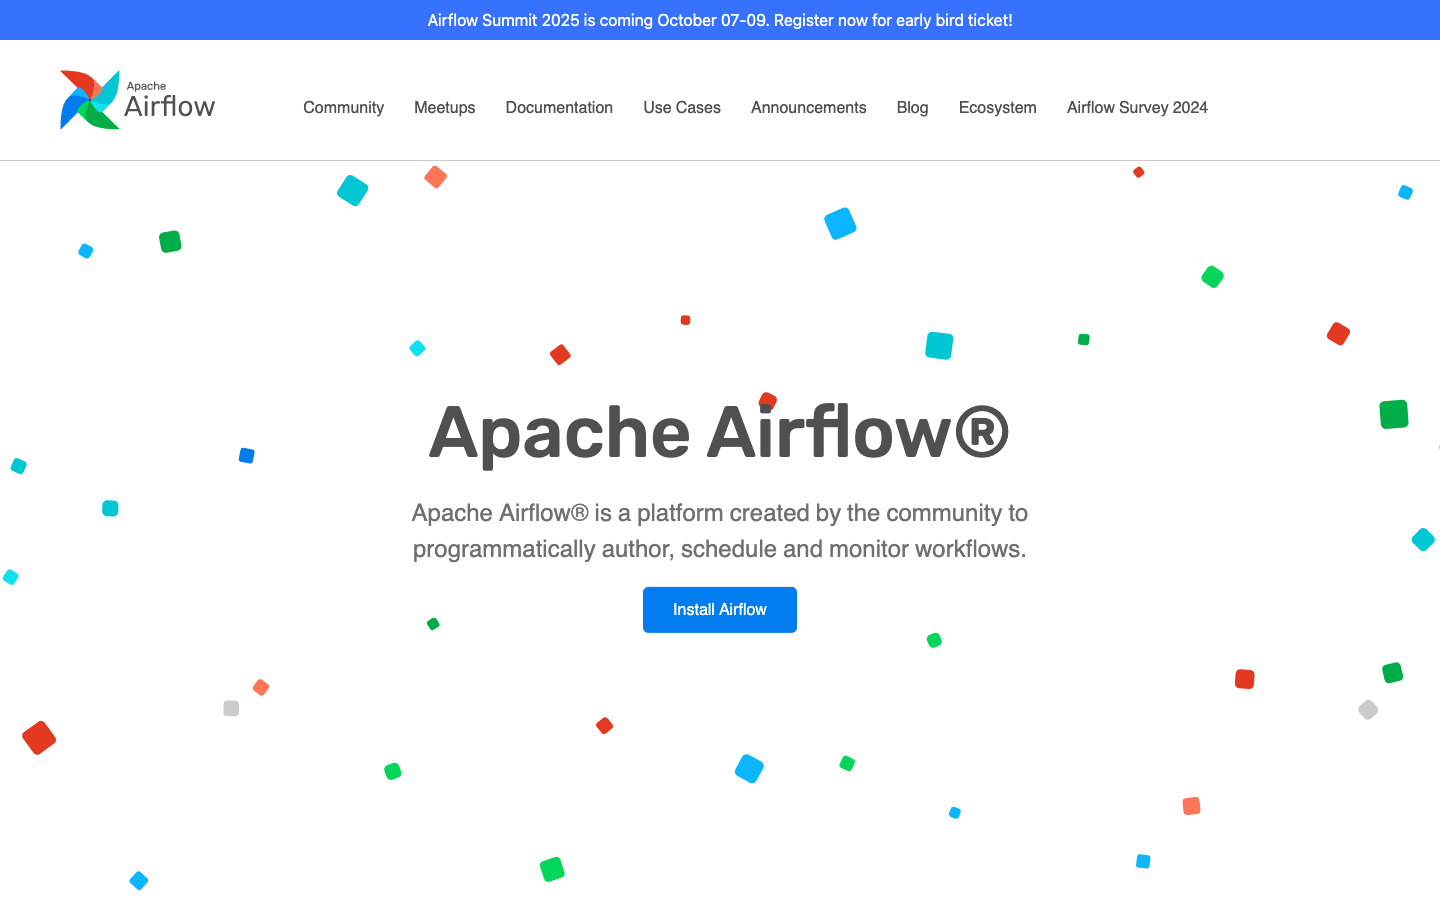 Airflow Summit 2025 is coming October 07-09. Register now for early bird ticket!
Apache
Airflow
Community Meetups Documentation Use Cases Announcements Blog Ecosystem Airflow Survey 2024
Apache Airflow®
Apache Airflow® is a platform created by the community to
programmatically author, schedule and monitor workflows.
Install Airflow